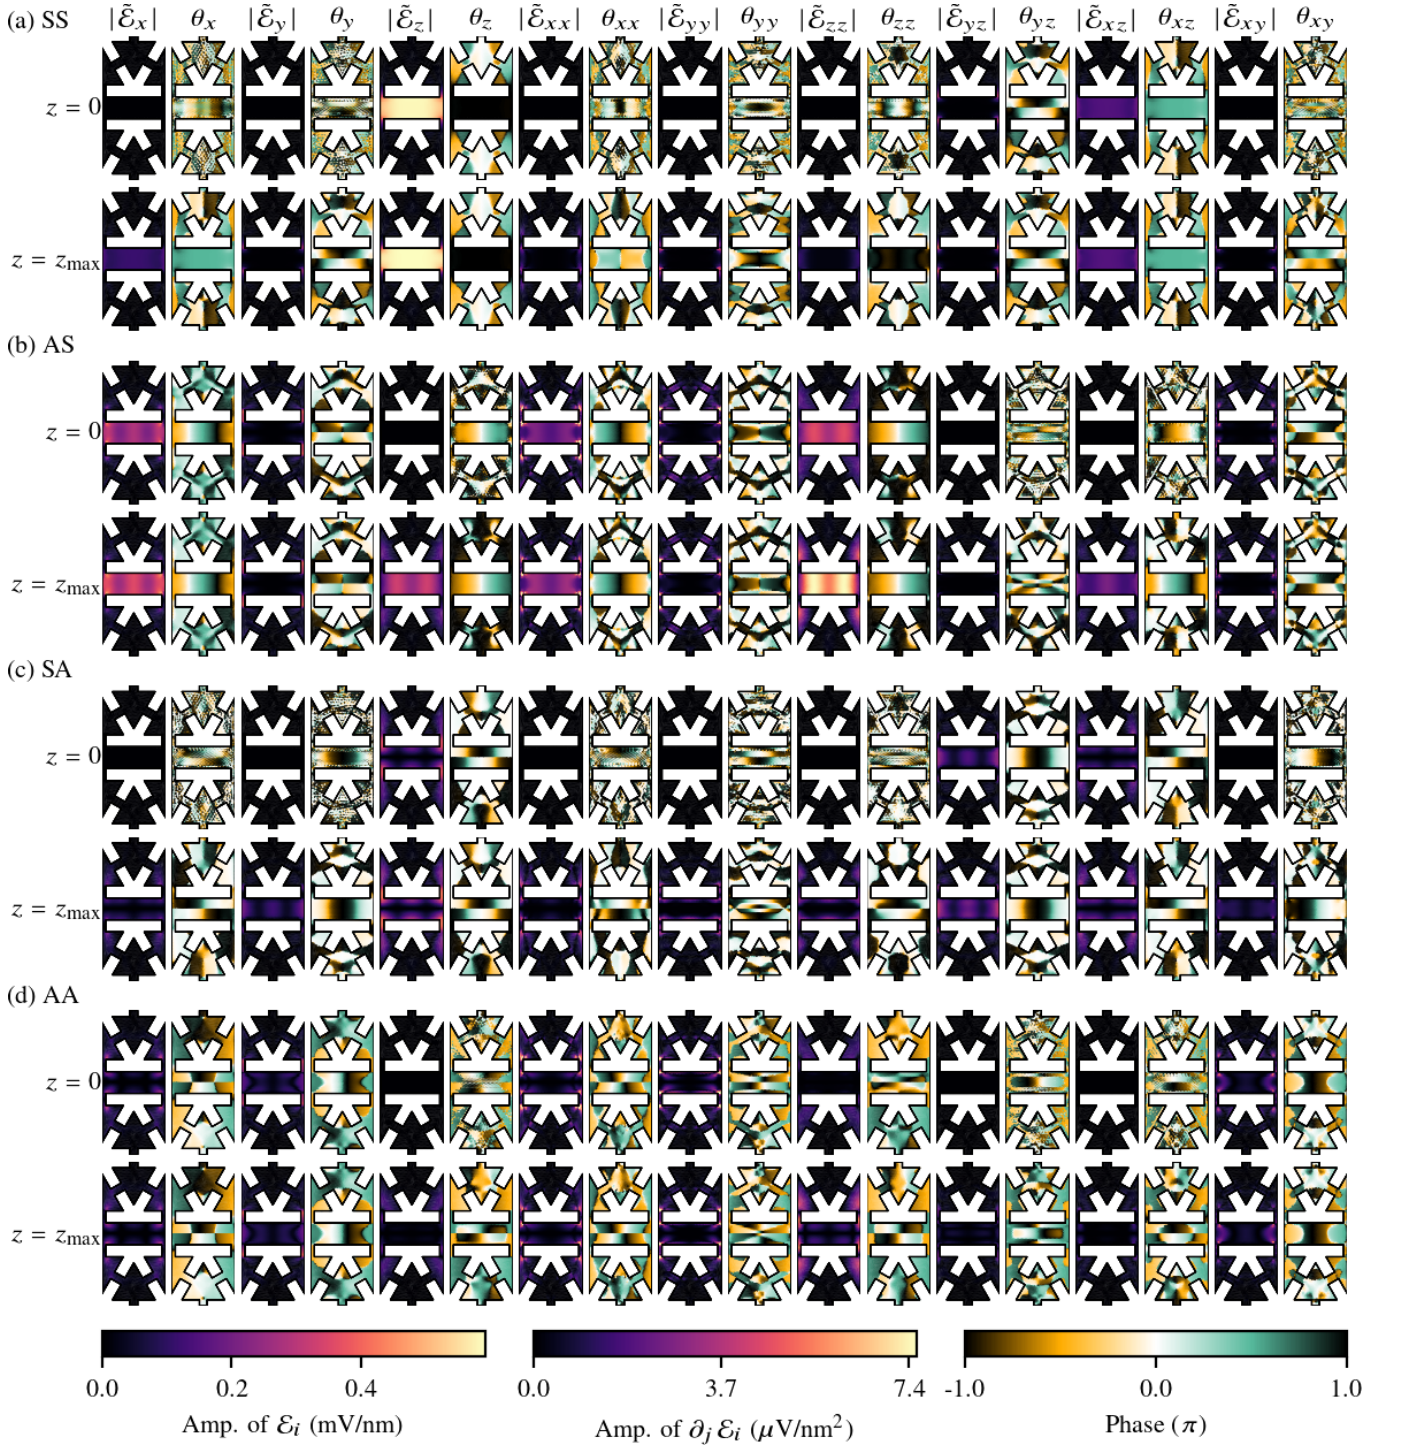 (a) SS |ℰ̃x| θx |ℰ̃y| θy |ℰ̃z| θz |ℰ̃xx| θxx |ℰ̃yy| θyy |ℰ̃zz| θzz |ℰ̃yz| θyz |ℰ̃xz| θxz |ℰ̃xy| θxy
z = 0
z = zmax
(b) AS
z = 0
z = zmax
(c) SA
z = 0
z = zmax
(d) AA
z = 0
z = zmax
0.0 0.2 0.4 0.0 3.7 7.4 -1.0 0.0 1.0
Amp. of ℰi (mV/nm) Amp. of ∂j ℰi (μV/nm²) Phase (π)